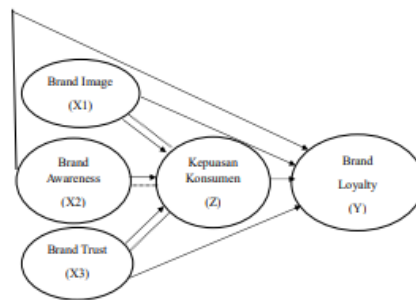 Brand Image
(X1)
Brand
Awareness
(X2)
Brand Trust
(X3)
Kepuasan
Konsumen
(Z)
Brand
Loyalty
(Y)